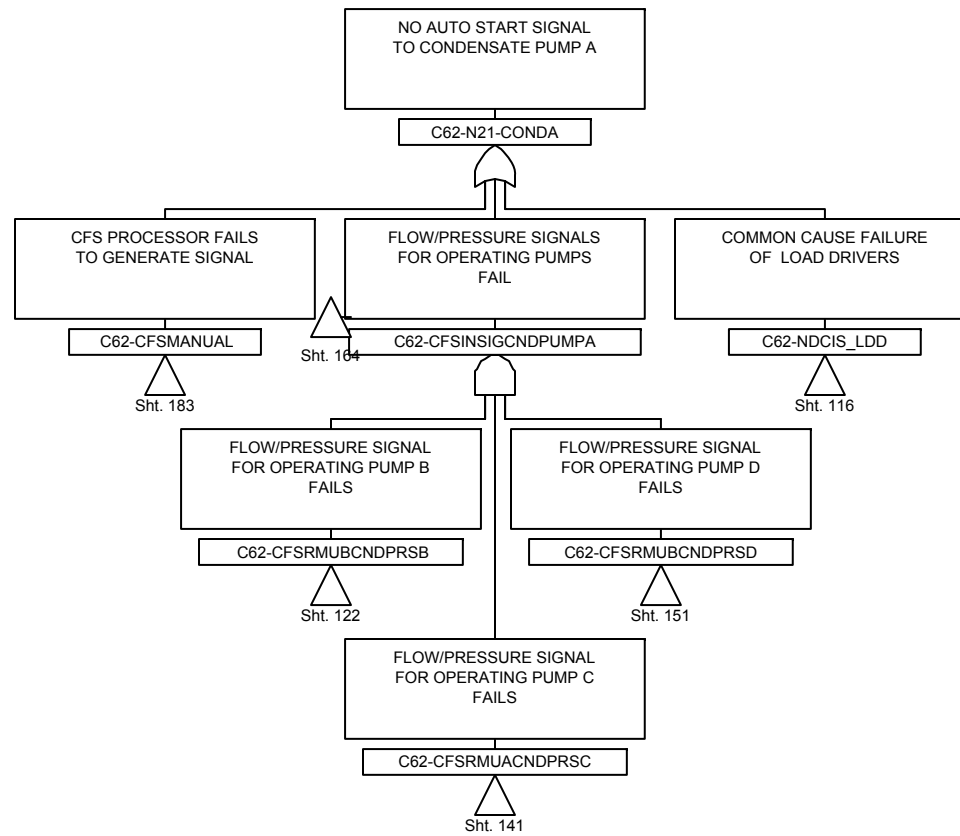 NO AUTO START SIGNAL
TO CONDENSATE PUMP A
C62-N21-CONDA
CFS PROCESSOR FAILS
TO GENERATE SIGNAL
C62-CFSMANUAL
Sht. 183
FLOW/PRESSURE SIGNALS
FOR OPERATING PUMPS
FAIL
Sht. 164
C62-CFSINSIGCNDPUMPA
COMMON CAUSE FAILURE
OF LOAD DRIVERS
C62-NDCIS_LDD
Sht. 116
FLOW/PRESSURE SIGNAL
FOR OPERATING PUMP B
FAILS
C62-CFSRMUBCNDPRSB
Sht. 122
FLOW/PRESSURE SIGNAL
FOR OPERATING PUMP D
FAILS
C62-CFSRMUBCNDPRSD
Sht. 151
FLOW/PRESSURE SIGNAL
FOR OPERATING PUMP C
FAILS
C62-CFSRMUACNDPRSC
Sht. 141